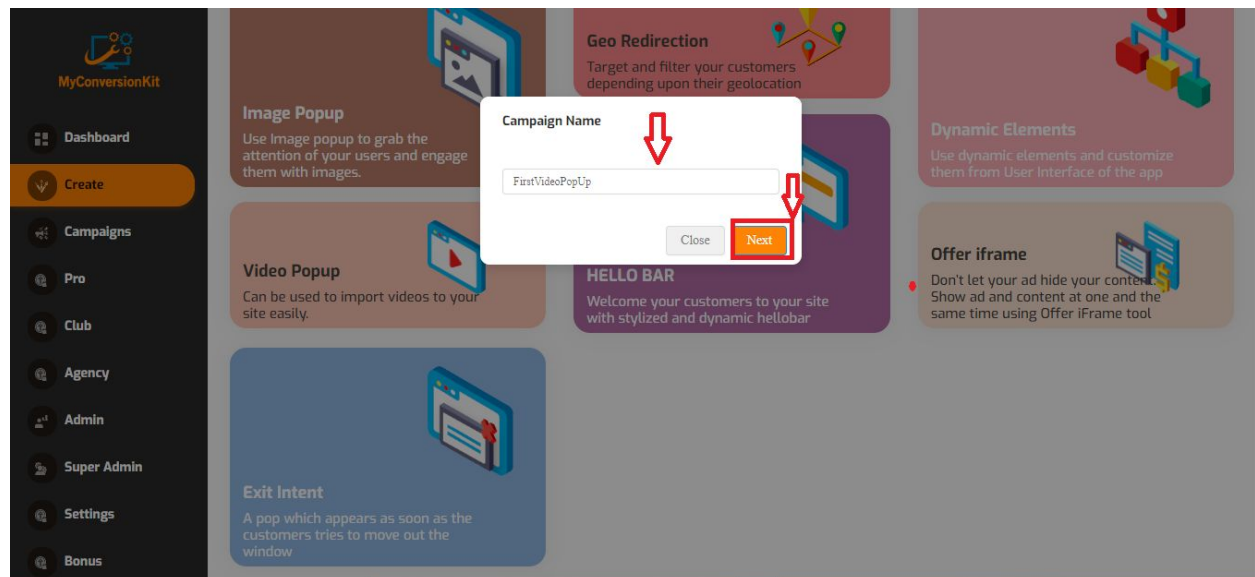 MyConversionKit
Dashboard
Create
Campaigns
Pro
Club
Agency
Admin
Super Admin
Settings
Bonus
Image Popup
Use Image popup to grab the
attention of your users and engage
them with images.
Geo Redirection
Target and filter your customers
depending upon their geolocation
Dynamic Elements
Use dynamic elements and customize
them from User Interface of the app
Campaign Name
FirstVideoPopUp
Close
Next
Video Popup
Can be used to import videos to your
site easily.
HELLO BAR
Welcome your customers to your site
with stylized and dynamic hellobar
Offer iframe
Don't let your ad hide your content.
Show ad and content at one and the
same time using Offer iFrame tool
Exit Intent
A pop which appears as soon as the
customers tries to move out the
window